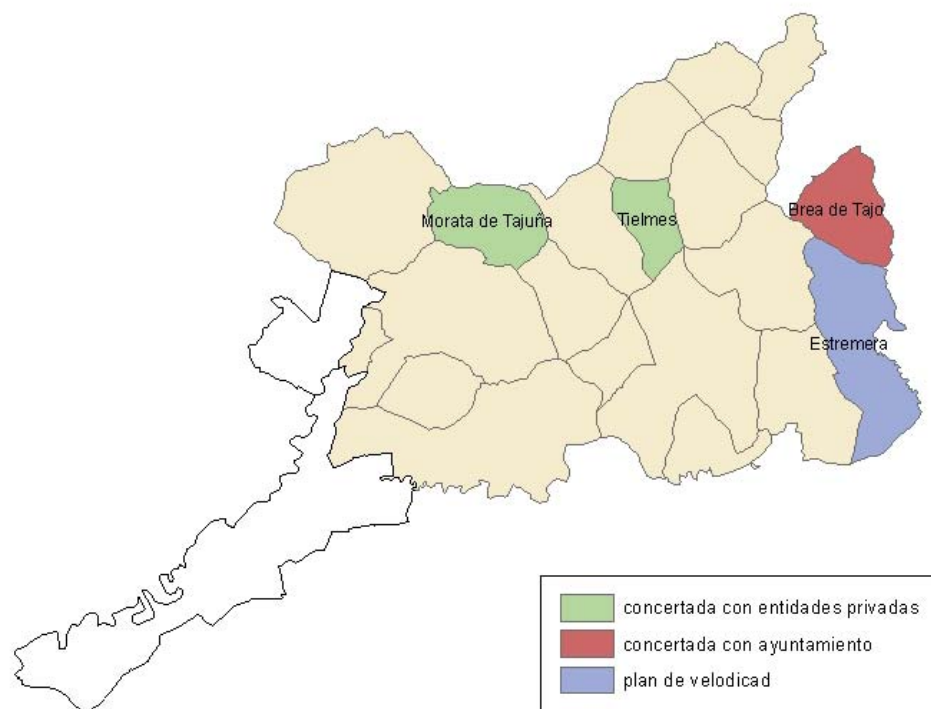 Brea de Tajo
Morata de Tajuña
Tielmes
Estremera
concertada con entidades privadas
concertada con ayuntamiento
plan de velodicad